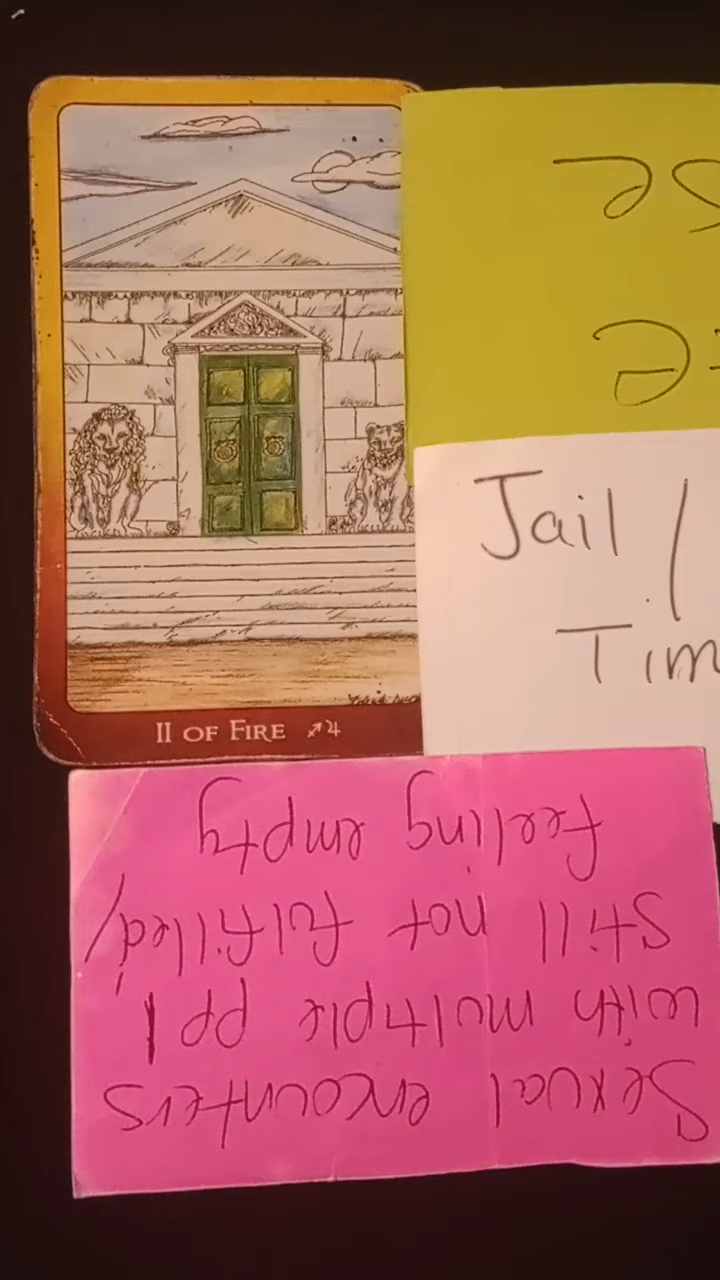 Jail /
Tim
II OF FIRE ♐♃
Sexual encounters
with multiple ppl,
still not fulfilled/
feeling empty